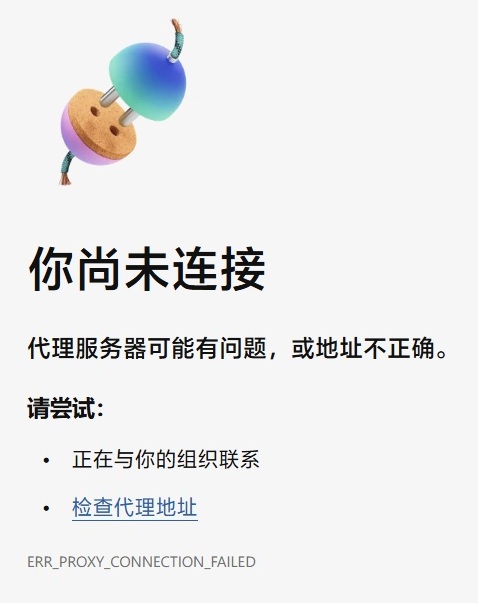 你尚未连接
代理服务器可能有问题，或地址不正确。
请尝试：
• 正在与你的组织联系
• 检查代理地址
ERR_PROXY_CONNECTION_FAILED